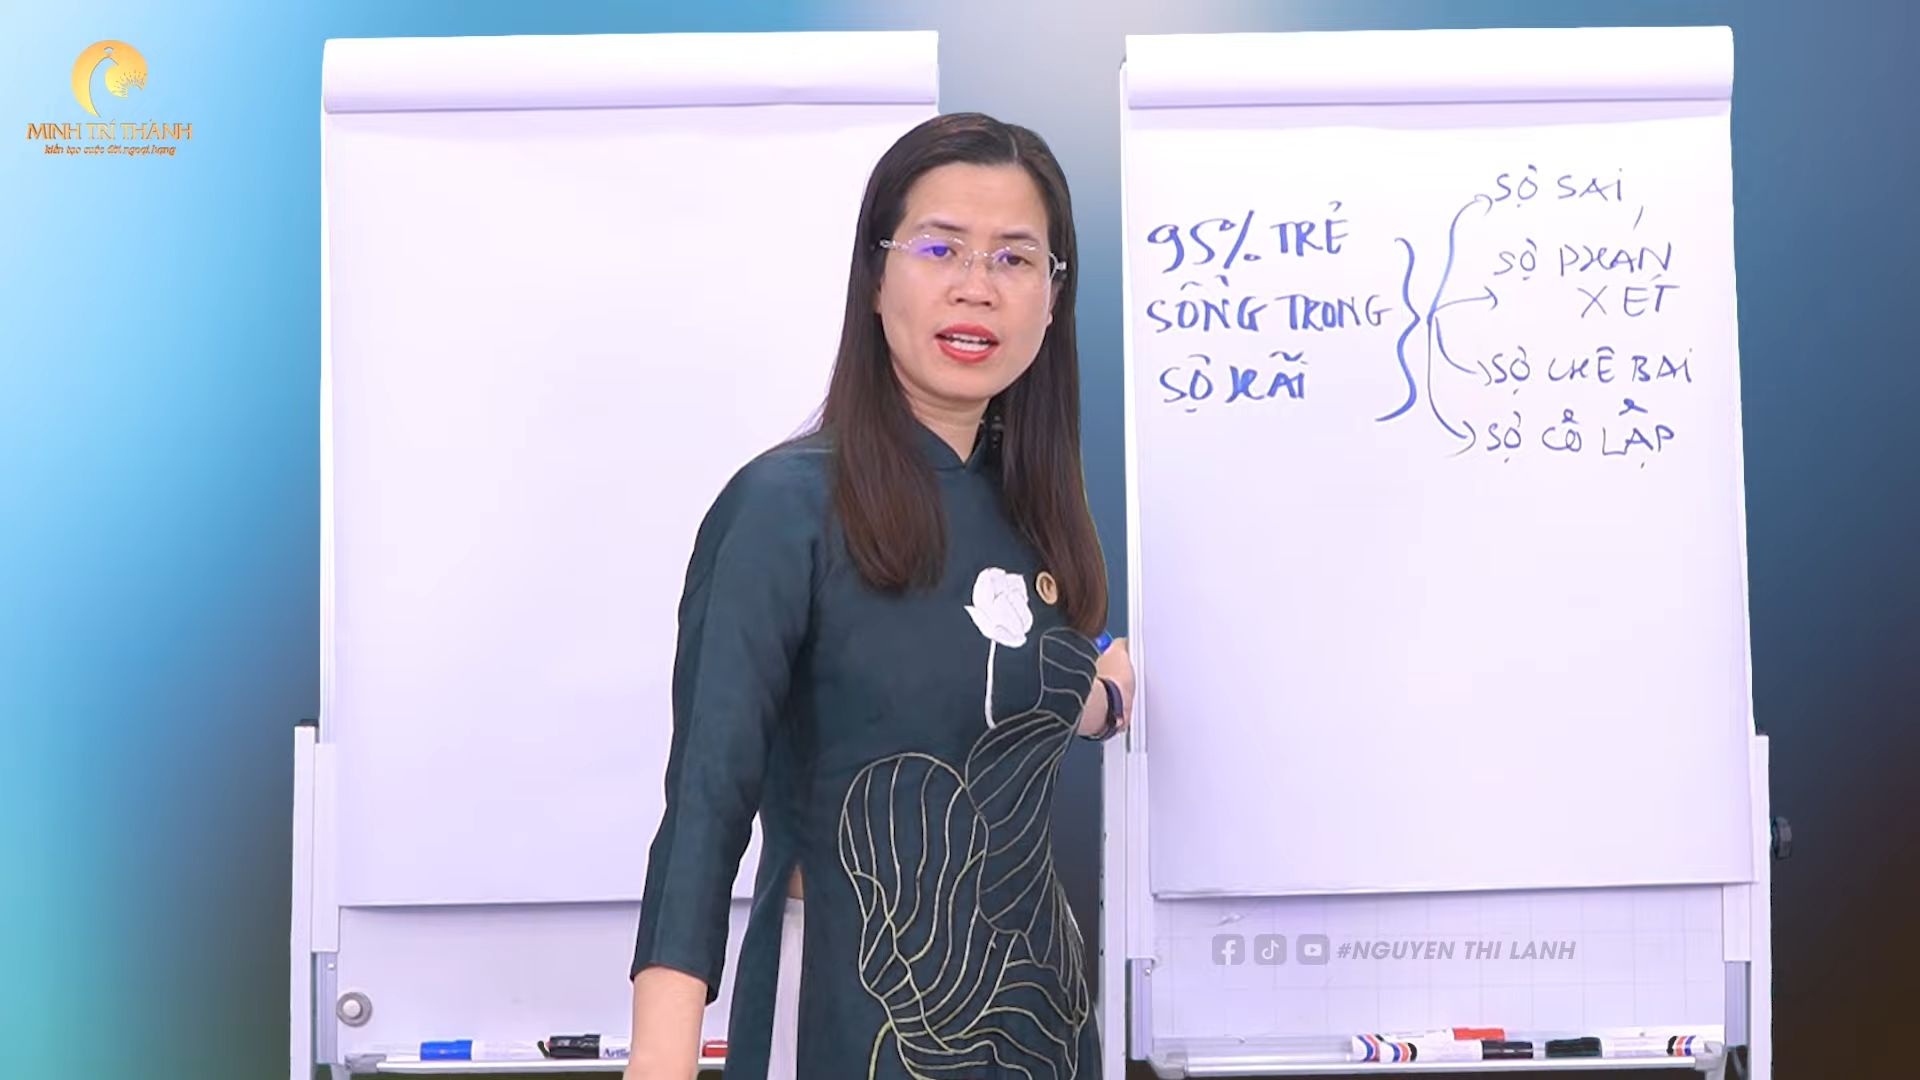 MINH TRÍ THÀNH
kiến tạo cuộc đời ngoại hạng
95% TRẺ
SỐNG TRONG
SỢ HÃI
SỢ SAI,
SỢ PHÁN
XÉT
SỢ CHÊ BAI
SỢ CÔ LẬP
#NGUYEN THI LANH